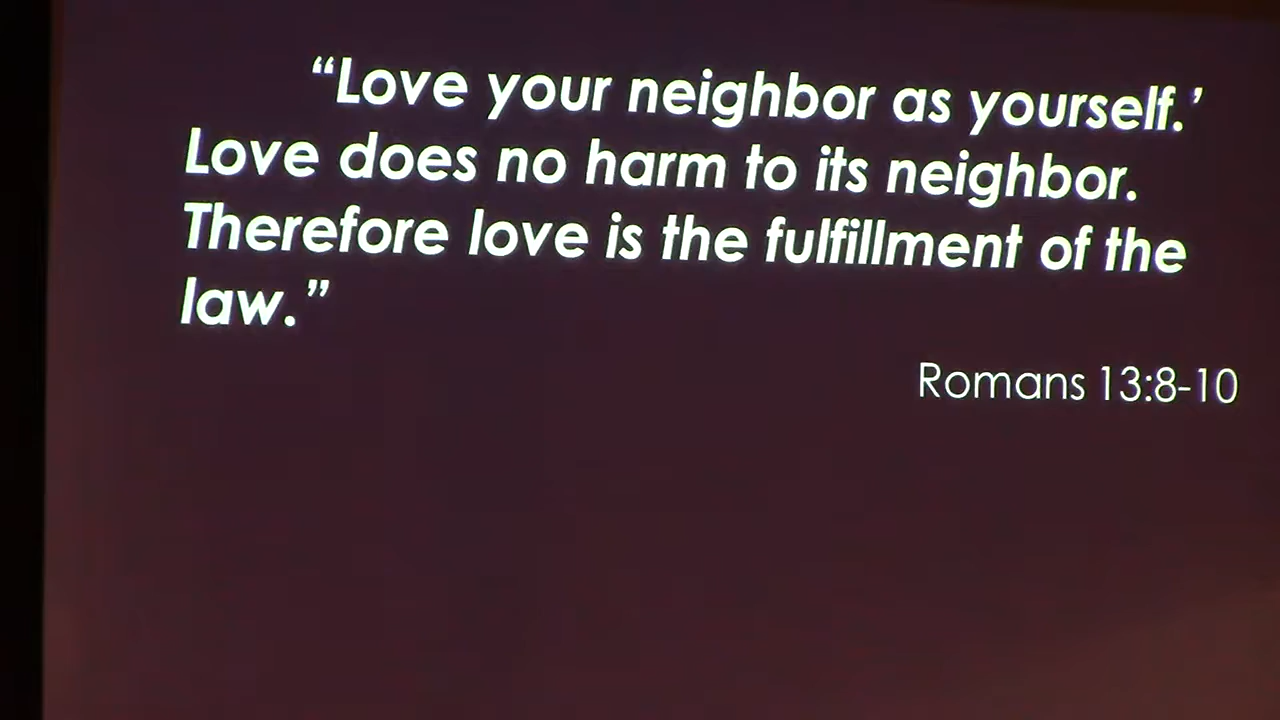 “Love your neighbor as yourself.’
Love does no harm to its neighbor.
Therefore love is the fulfillment of the
law.”
Romans 13:8-10